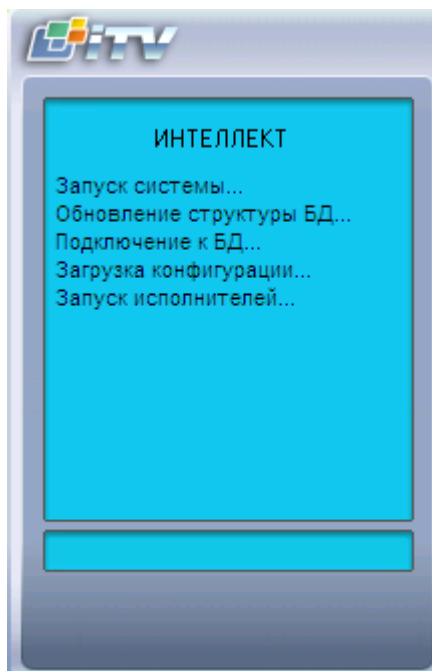 iTV
ИНТЕЛЛЕКТ
Запуск системы...
Обновление структуры БД...
Подключение к БД...
Загрузка конфигурации...
Запуск исполнителей...